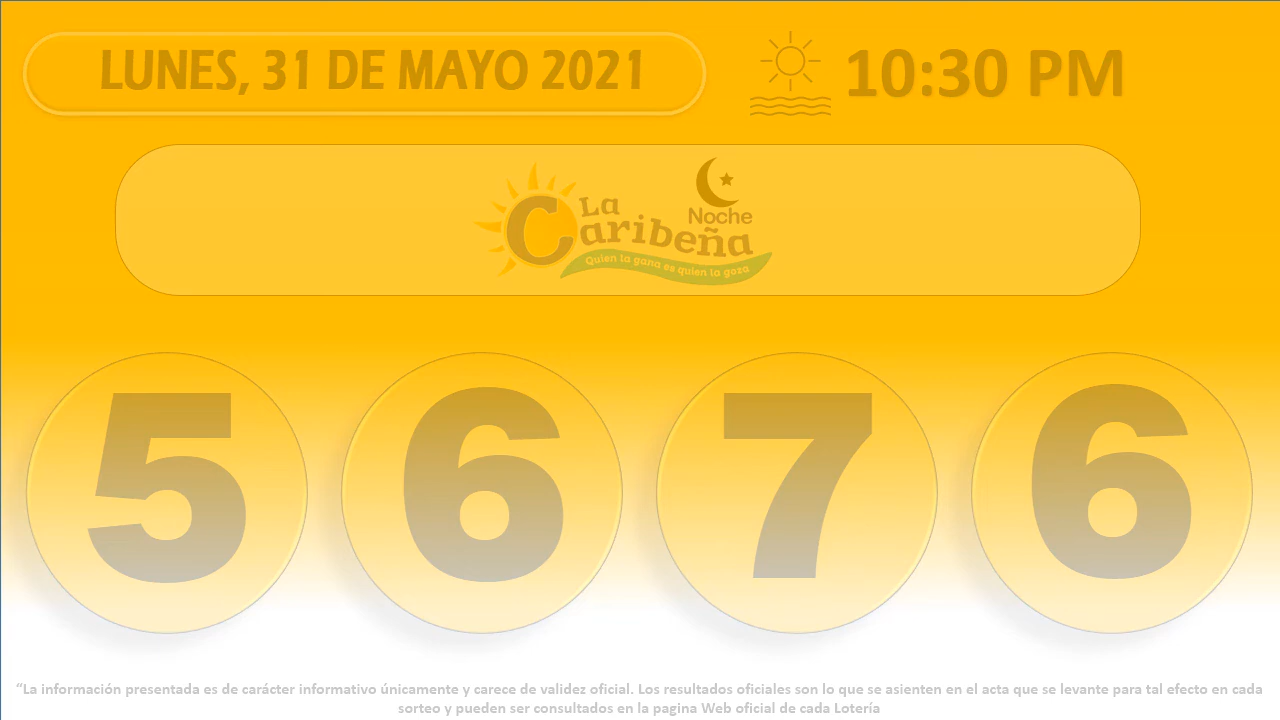 LUNES, 31 DE MAYO 2021
10:30 PM
La
Noche
Caribeña
Quien la gana es quien la goza
5 6 7 6
“La información presentada es de carácter informativo únicamente y carece de validez oficial. Los resultados oficiales son lo que se asienten en el acta que se levante para tal efecto en cada
sorteo y pueden ser consultados en la pagina Web oficial de cada Lotería